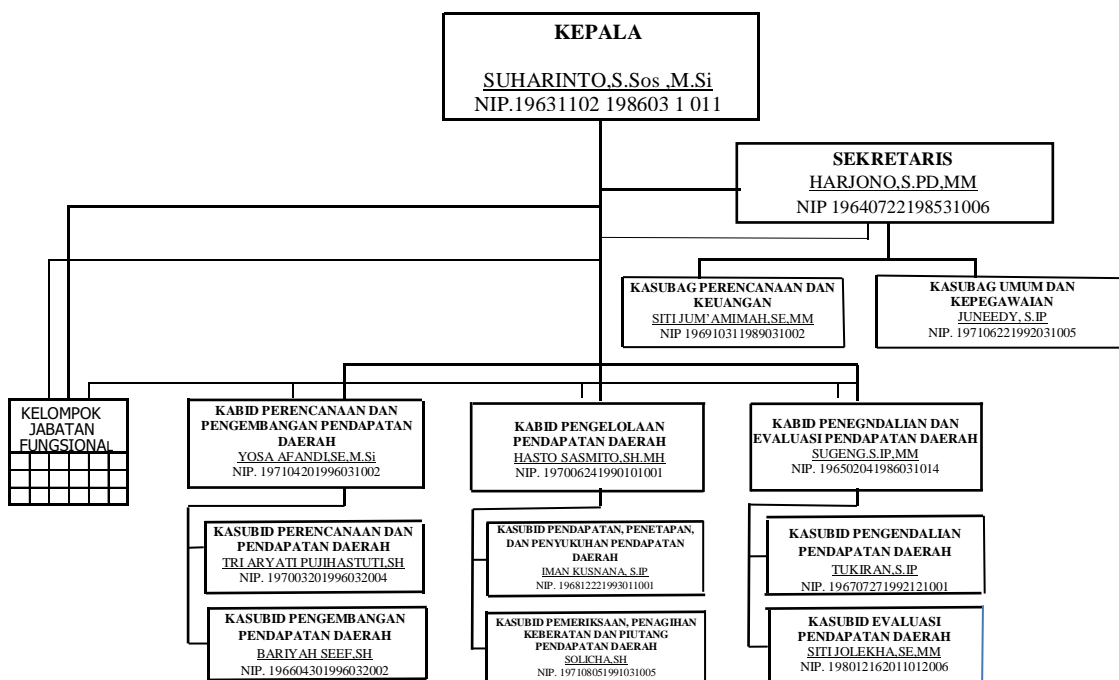 KEPALA
SUHARINTO,S.Sos ,M.Si
NIP.19631102 198603 1 011
SEKRETARIS
HARJONO,S.PD,MM
NIP 19640722198531006
KASUBAG PERENCANAAN DAN
KEUANGAN
SITI JUM'AMIMAH,SE,MM
NIP 196910311989031002
KASUBAG UMUM DAN
KEPEGAWAIAN
JUNEEDY, S.IP
NIP. 197106221992031005
KELOMPOK
JABATAN
FUNGSIONAL
KABID PERENCANAAN DAN
PENGEMBANGAN PENDAPATAN
DAERAH
YOSA AFANDI,SE,M.Si
NIP. 197104201996031002
KABID PENGELOLAAN
PENDAPATAN DAERAH
HASTO SASMITO,SH.MH
NIP. 197006241990101001
KABID PENEGNDALIAN DAN
EVALUASI PENDAPATAN DAERAH
SUGENG.S.IP,MM
NIP. 196502041986031014
KASUBID PERENCANAAN DAN
PENDAPATAN DAERAH
TRI ARYATI PUJIHASTUTI,SH
NIP. 197003201996032004
KASUBID PENGEMBANGAN
PENDAPATAN DAERAH
BARIYAH SEEF,SH
NIP. 196604301996032002
KASUBID PENDAPATAN, PENETAPAN,
DAN PENYUKUHAN PENDAPATAN
DAERAH
IMAN KUSNANA, S.IP
NIP. 196812221993011001
KASUBID PEMERIKSAAN, PENAGIHAN
KEBERATAN DAN PIUTANG
PENDAPATAN DAERAH
SOLICHA,SH
NIP. 197108051991031005
KASUBID PENGENDALIAN
PENDAPATAN DAERAH
TUKIRAN,S.IP
NIP. 196707271992121001
KASUBID EVALUASI
PENDAPATAN DAERAH
SITI JOLEKHA,SE,MM
NIP. 198012162011012006